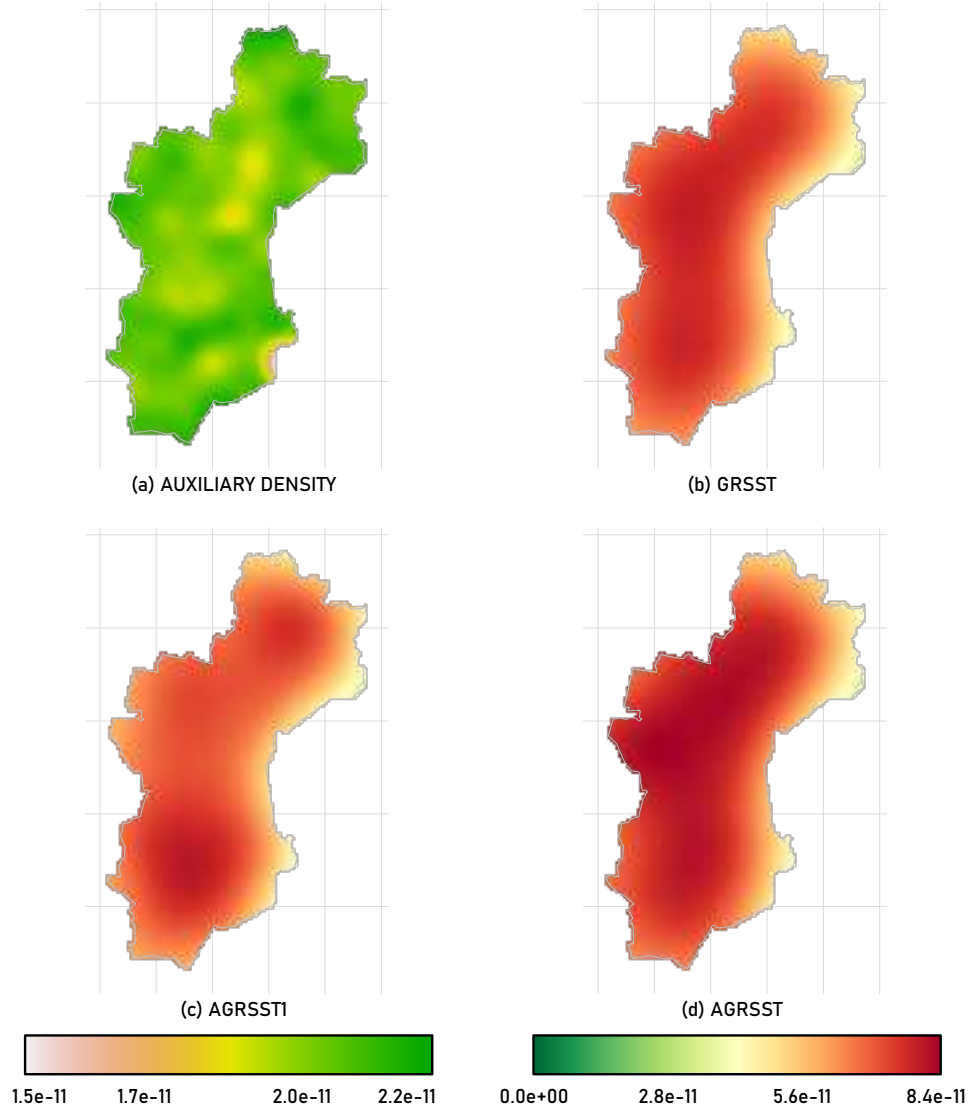 (a) AUXILIARY DENSITY
(b) GRSST
(c) AGRSST1
(d) AGRSST
1.5e-11 1.7e-11 2.0e-11 2.2e-11
0.0e+00 2.8e-11 5.6e-11 8.4e-11